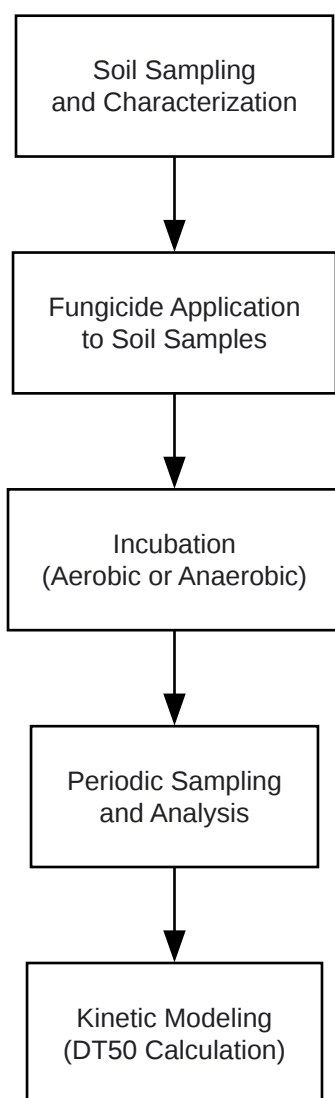 Soil Sampling
and Characterization
Fungicide Application
to Soil Samples
Incubation
(Aerobic or Anaerobic)
Periodic Sampling
and Analysis
Kinetic Modeling
(DT50 Calculation)